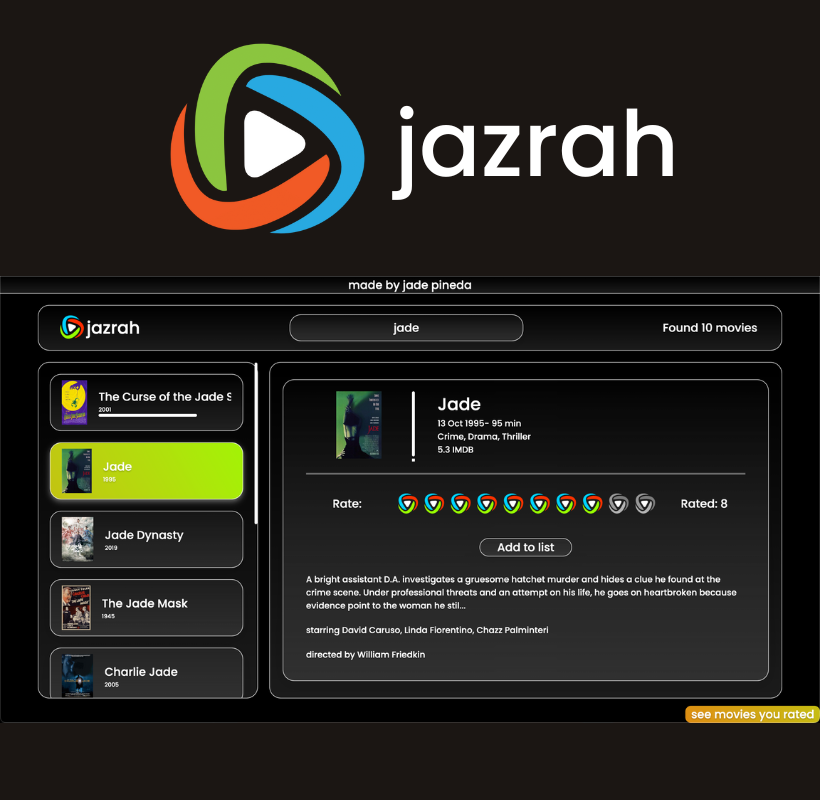 jazrah
made by jade pineda
jazrah
jade
Found 10 movies
The Curse of the Jade S
2001
Jade
1995
Jade Dynasty
2019
The Jade Mask
1945
Charlie Jade
2005
Jade
13 Oct 1995- 95 min
Crime, Drama, Thriller
5.3 IMDB
Rate:
Rated: 8
Add to list
A bright assistant D.A. investigates a gruesome hatchet murder and hides a clue he found at the
crime scene. Under professional threats and an attempt on his life, he goes on heartbroken because
evidence point to the woman he stil...
starring David Caruso, Linda Fiorentino, Chazz Palminteri
directed by William Friedkin
see movies you rated